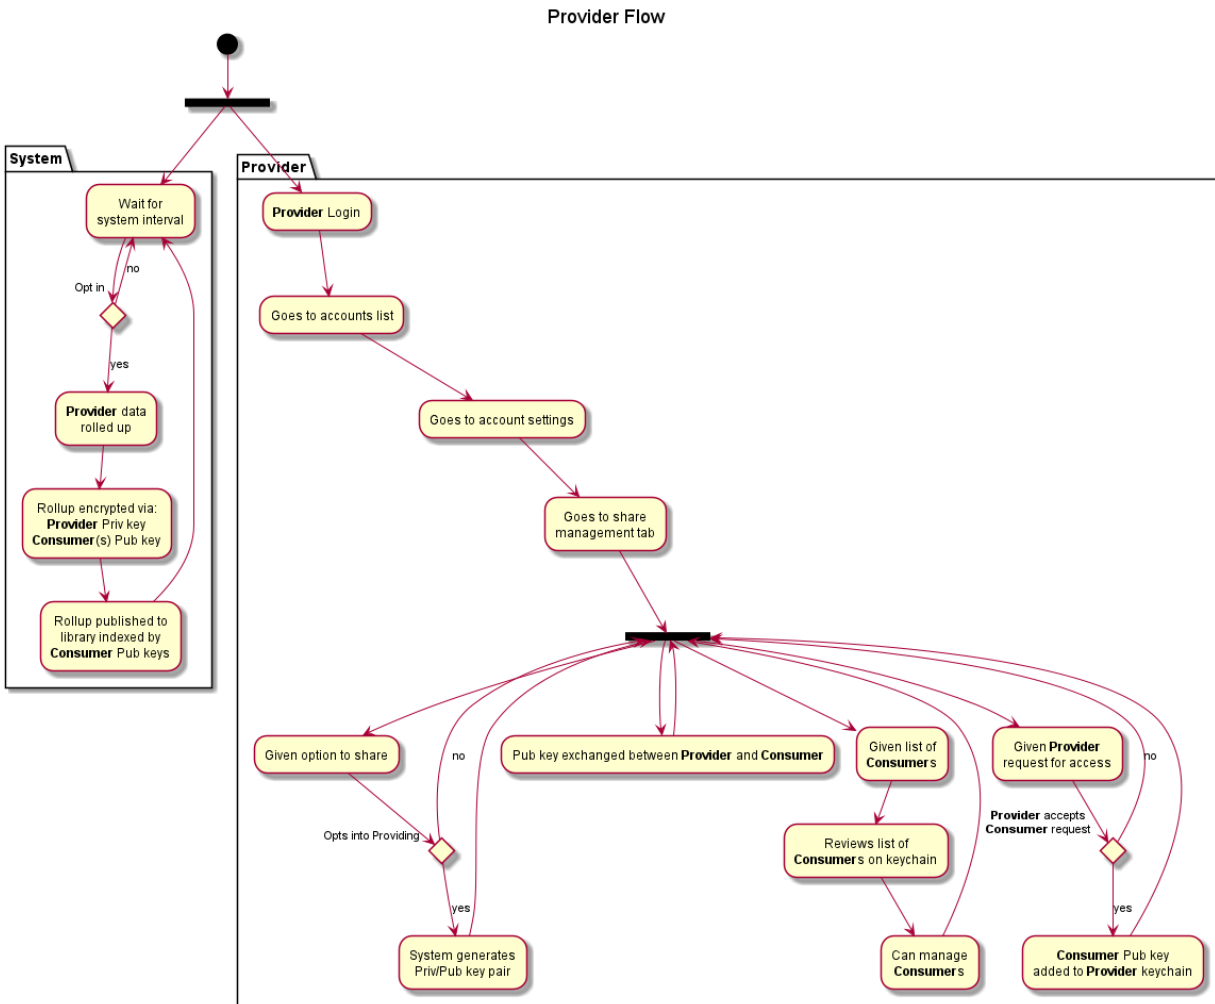 Provider Flow
System
Wait for
system interval
no
Opt in
yes
Provider data
rolled up
Rollup encrypted via:
Provider Priv key
Consumer(s) Pub key
Rollup published to
library indexed by
Consumer Pub keys
Provider
Provider Login
Goes to accounts list
Goes to account settings
Goes to share
management tab
Given option to share
no
Opts into Providing
yes
System generates
Priv/Pub key pair
Pub key exchanged between Provider and Consumer
Given list of
Consumers
Reviews list of
Consumers on keychain
Can manage
Consumers
Given Provider
request for access
no
Provider accepts
Consumer request
yes
Consumer Pub key
added to Provider keychain